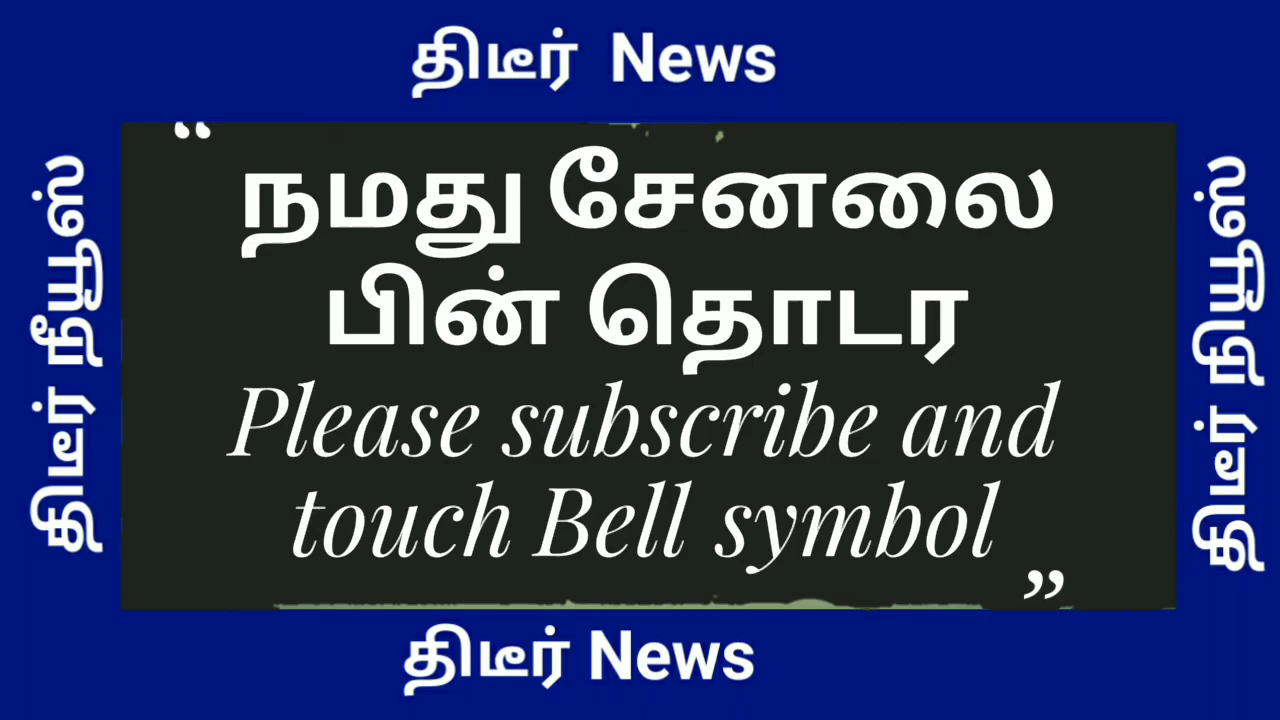 திடீர் News
“
நமது சேனலை
பின் தொடர
Please subscribe and
touch Bell symbol
”
திடீர் நீயூஸ்
திடீர் நியூஸ்
திடீர் News